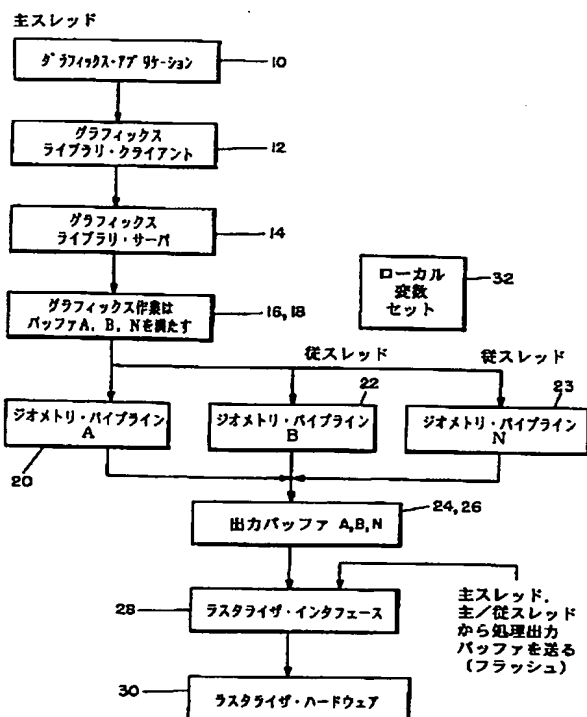 主スレッド
グラフィックス・アプリケーション
10
グラフィックス
ライブラリ・クライアント
12
グラフィックス
ライブラリ・サーバ
14
グラフィックス作業は
バッファA, B, Nを満たす
16,18
ローカル
変数
セット
32
従スレッド
従スレッド
22
23
ジオメトリ・パイプライン
A
ジオメトリ・パイプライン
B
ジオメトリ・パイプライン
N
20
24,26
出力バッファ A,B,N
28
ラスタライザ・インタフェース
主スレッド.
主/従スレッド
から処理出力
バッファを送る
(フラッシュ)
30
ラスタライザ・ハードウェア